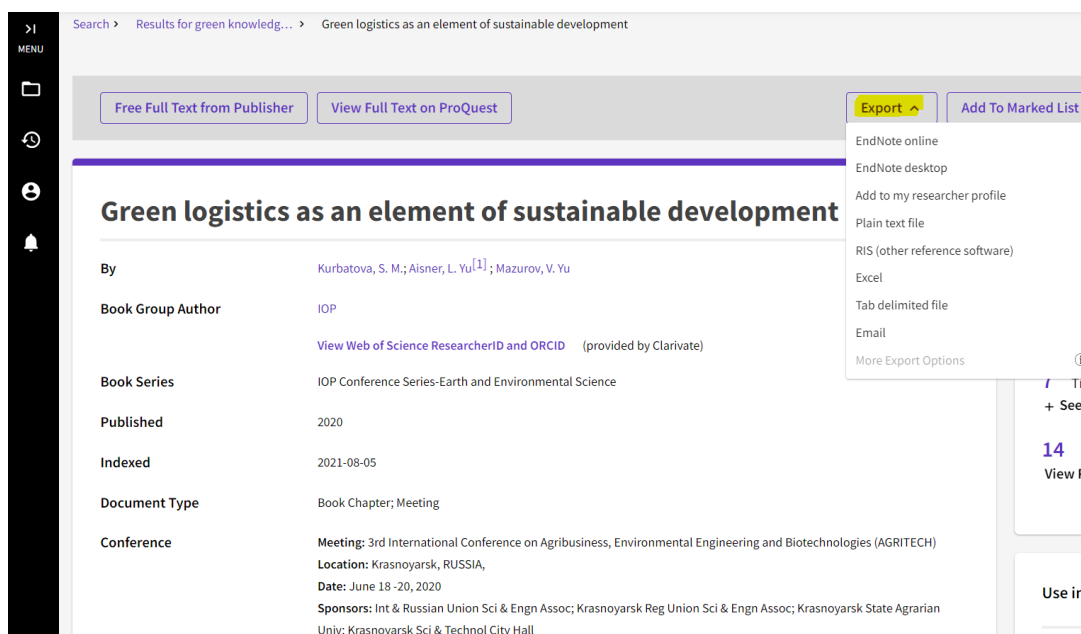 MENU
Search > Results for green knowledg... > Green logistics as an element of sustainable development
Free Full Text from Publisher
View Full Text on ProQuest
Export
Add To Marked List
EndNote online
EndNote desktop
Add to my researcher profile
Plain text file
RIS (other reference software)
Excel
Tab delimited file
Email
More Export Options
Green logistics as an element of sustainable development
By
Kurbatova, S. M.; Aisner, L. Yu[1] ; Mazurov, V. Yu
Book Group Author
IOP
View Web of Science ResearcherID and ORCID (provided by Clarivate)
Book Series
IOP Conference Series-Earth and Environmental Science
Published
2020
Indexed
2021-08-05
Document Type
Book Chapter; Meeting
Conference
Meeting: 3rd International Conference on Agribusiness, Environmental Engineering and Biotechnologies (AGRITECH)
Location: Krasnoyarsk, RUSSIA,
Date: June 18 -20, 2020
Sponsors: Int & Russian Union Sci & Engn Assoc; Krasnoyarsk Reg Union Sci & Engn Assoc; Krasnoyarsk State Agrarian
Univ; Krasnoyarsk Sci & Technol City Hall
+ See
14
View
Use